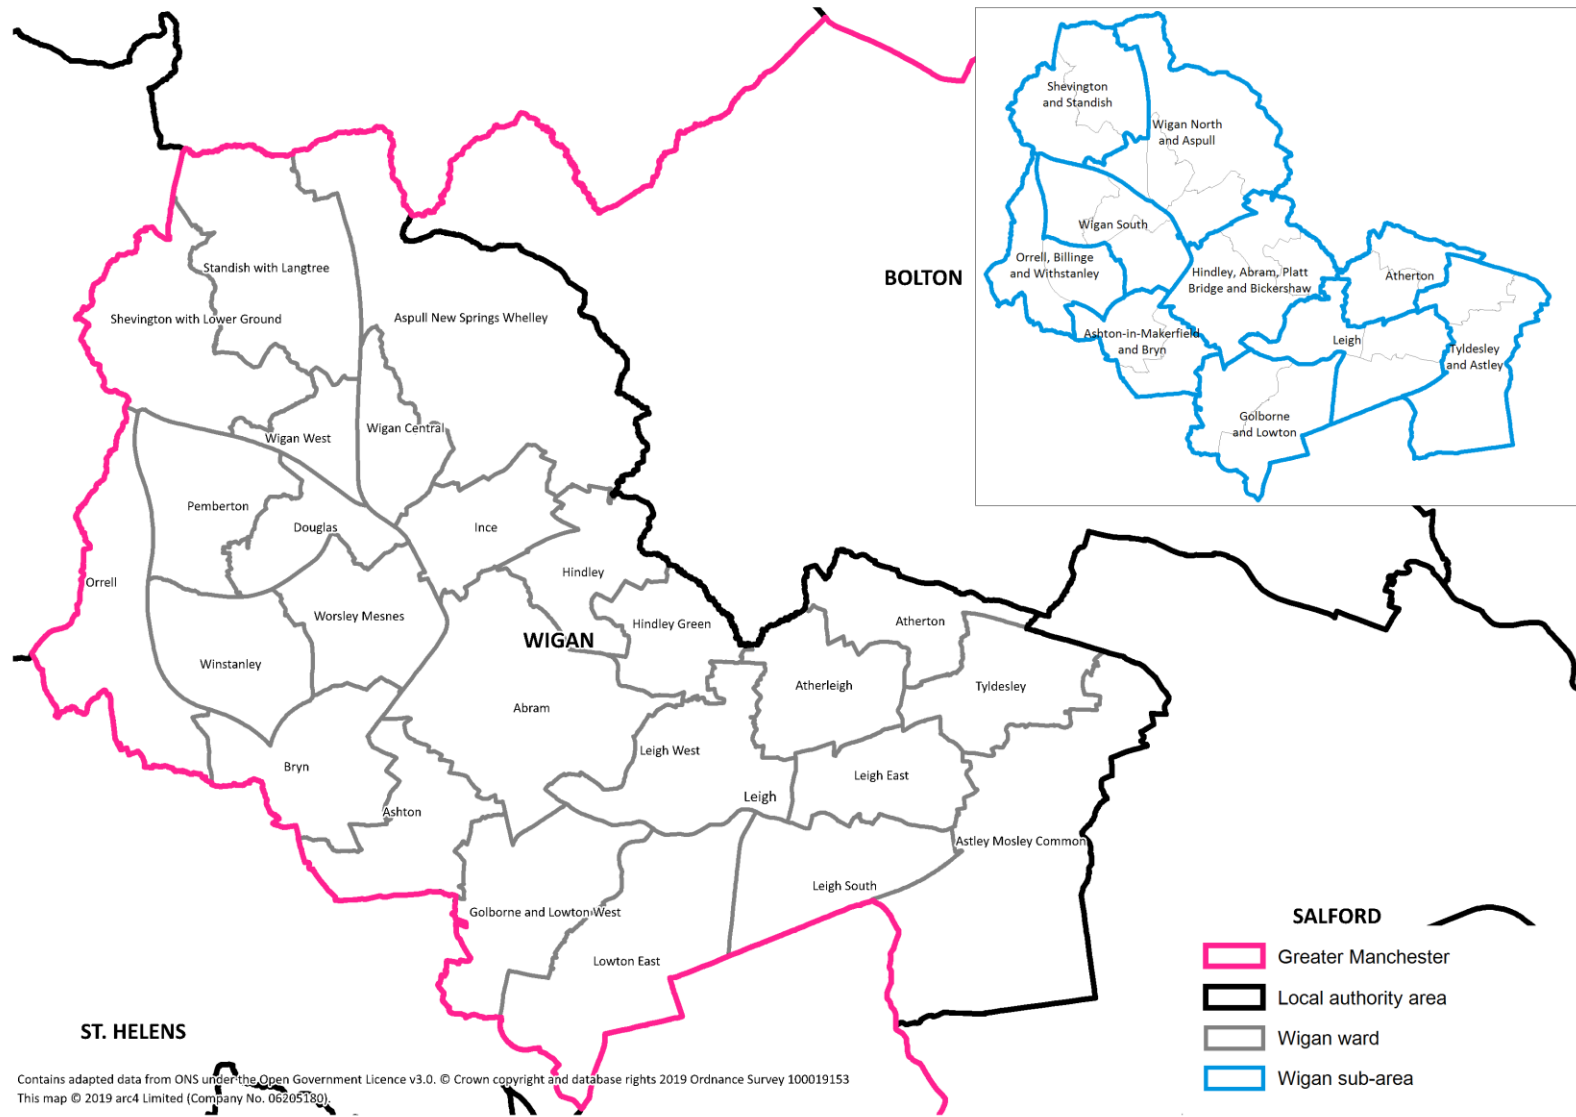 Shevington
and Standish
Wigan North
and Aspull
Wigan South
Orrell, Billinge
and Withstanley
Hindley, Abram, Platt
Bridge and Bickershaw
Atherton
Ashton-in-Makerfield
and Bryn
Leigh
Tyldesley
and Astley
Golborne
and Lowton
Standish with Langtree
Shevington with Lower Ground
Aspull New Springs Whelley
BOLTON
Wigan West
Wigan Central
Pemberton
Douglas
Ince
Orrell
Hindley
Worsley Mesnes
Hindley Green
Atherton
WIGAN
Winstanley
Atherleigh
Tyldesley
Abram
Leigh West
Bryn
Leigh East
Leigh
Ashton
Astley Mosley Common
Leigh South
Golborne and Lowton West
Lowton East
SALFORD
Greater Manchester
Local authority area
Wigan ward
Wigan sub-area
ST. HELENS
Contains adapted data from ONS under the Open Government Licence v3.0. © Crown copyright and database rights 2019 Ordnance Survey 100019153
This map © 2019 arc4 Limited (Company No. 06205180).